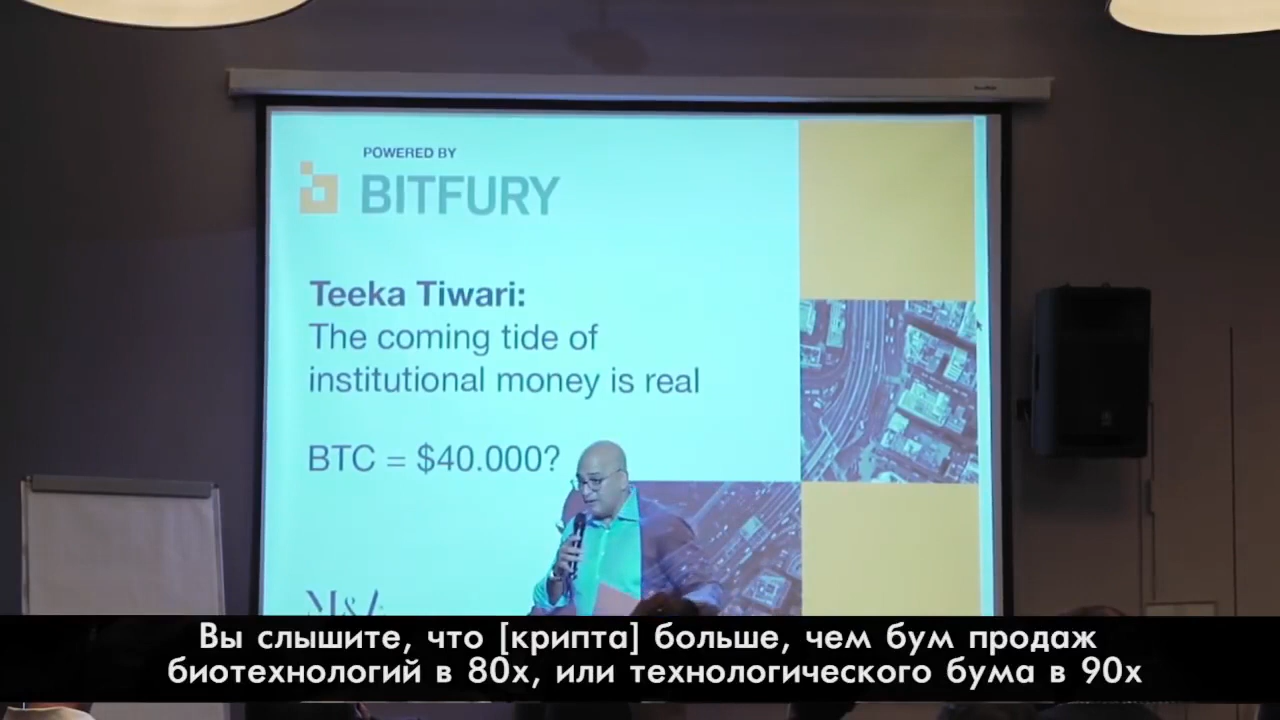 POWERED BY
BITFURY
Teeka Tiwari:
The coming tide of
institutional money is real
BTC = $40.000?
Вы слышите, что [крипта] больше, чем бум продаж
биотехнологий в 80х, или технологического бума в 90х